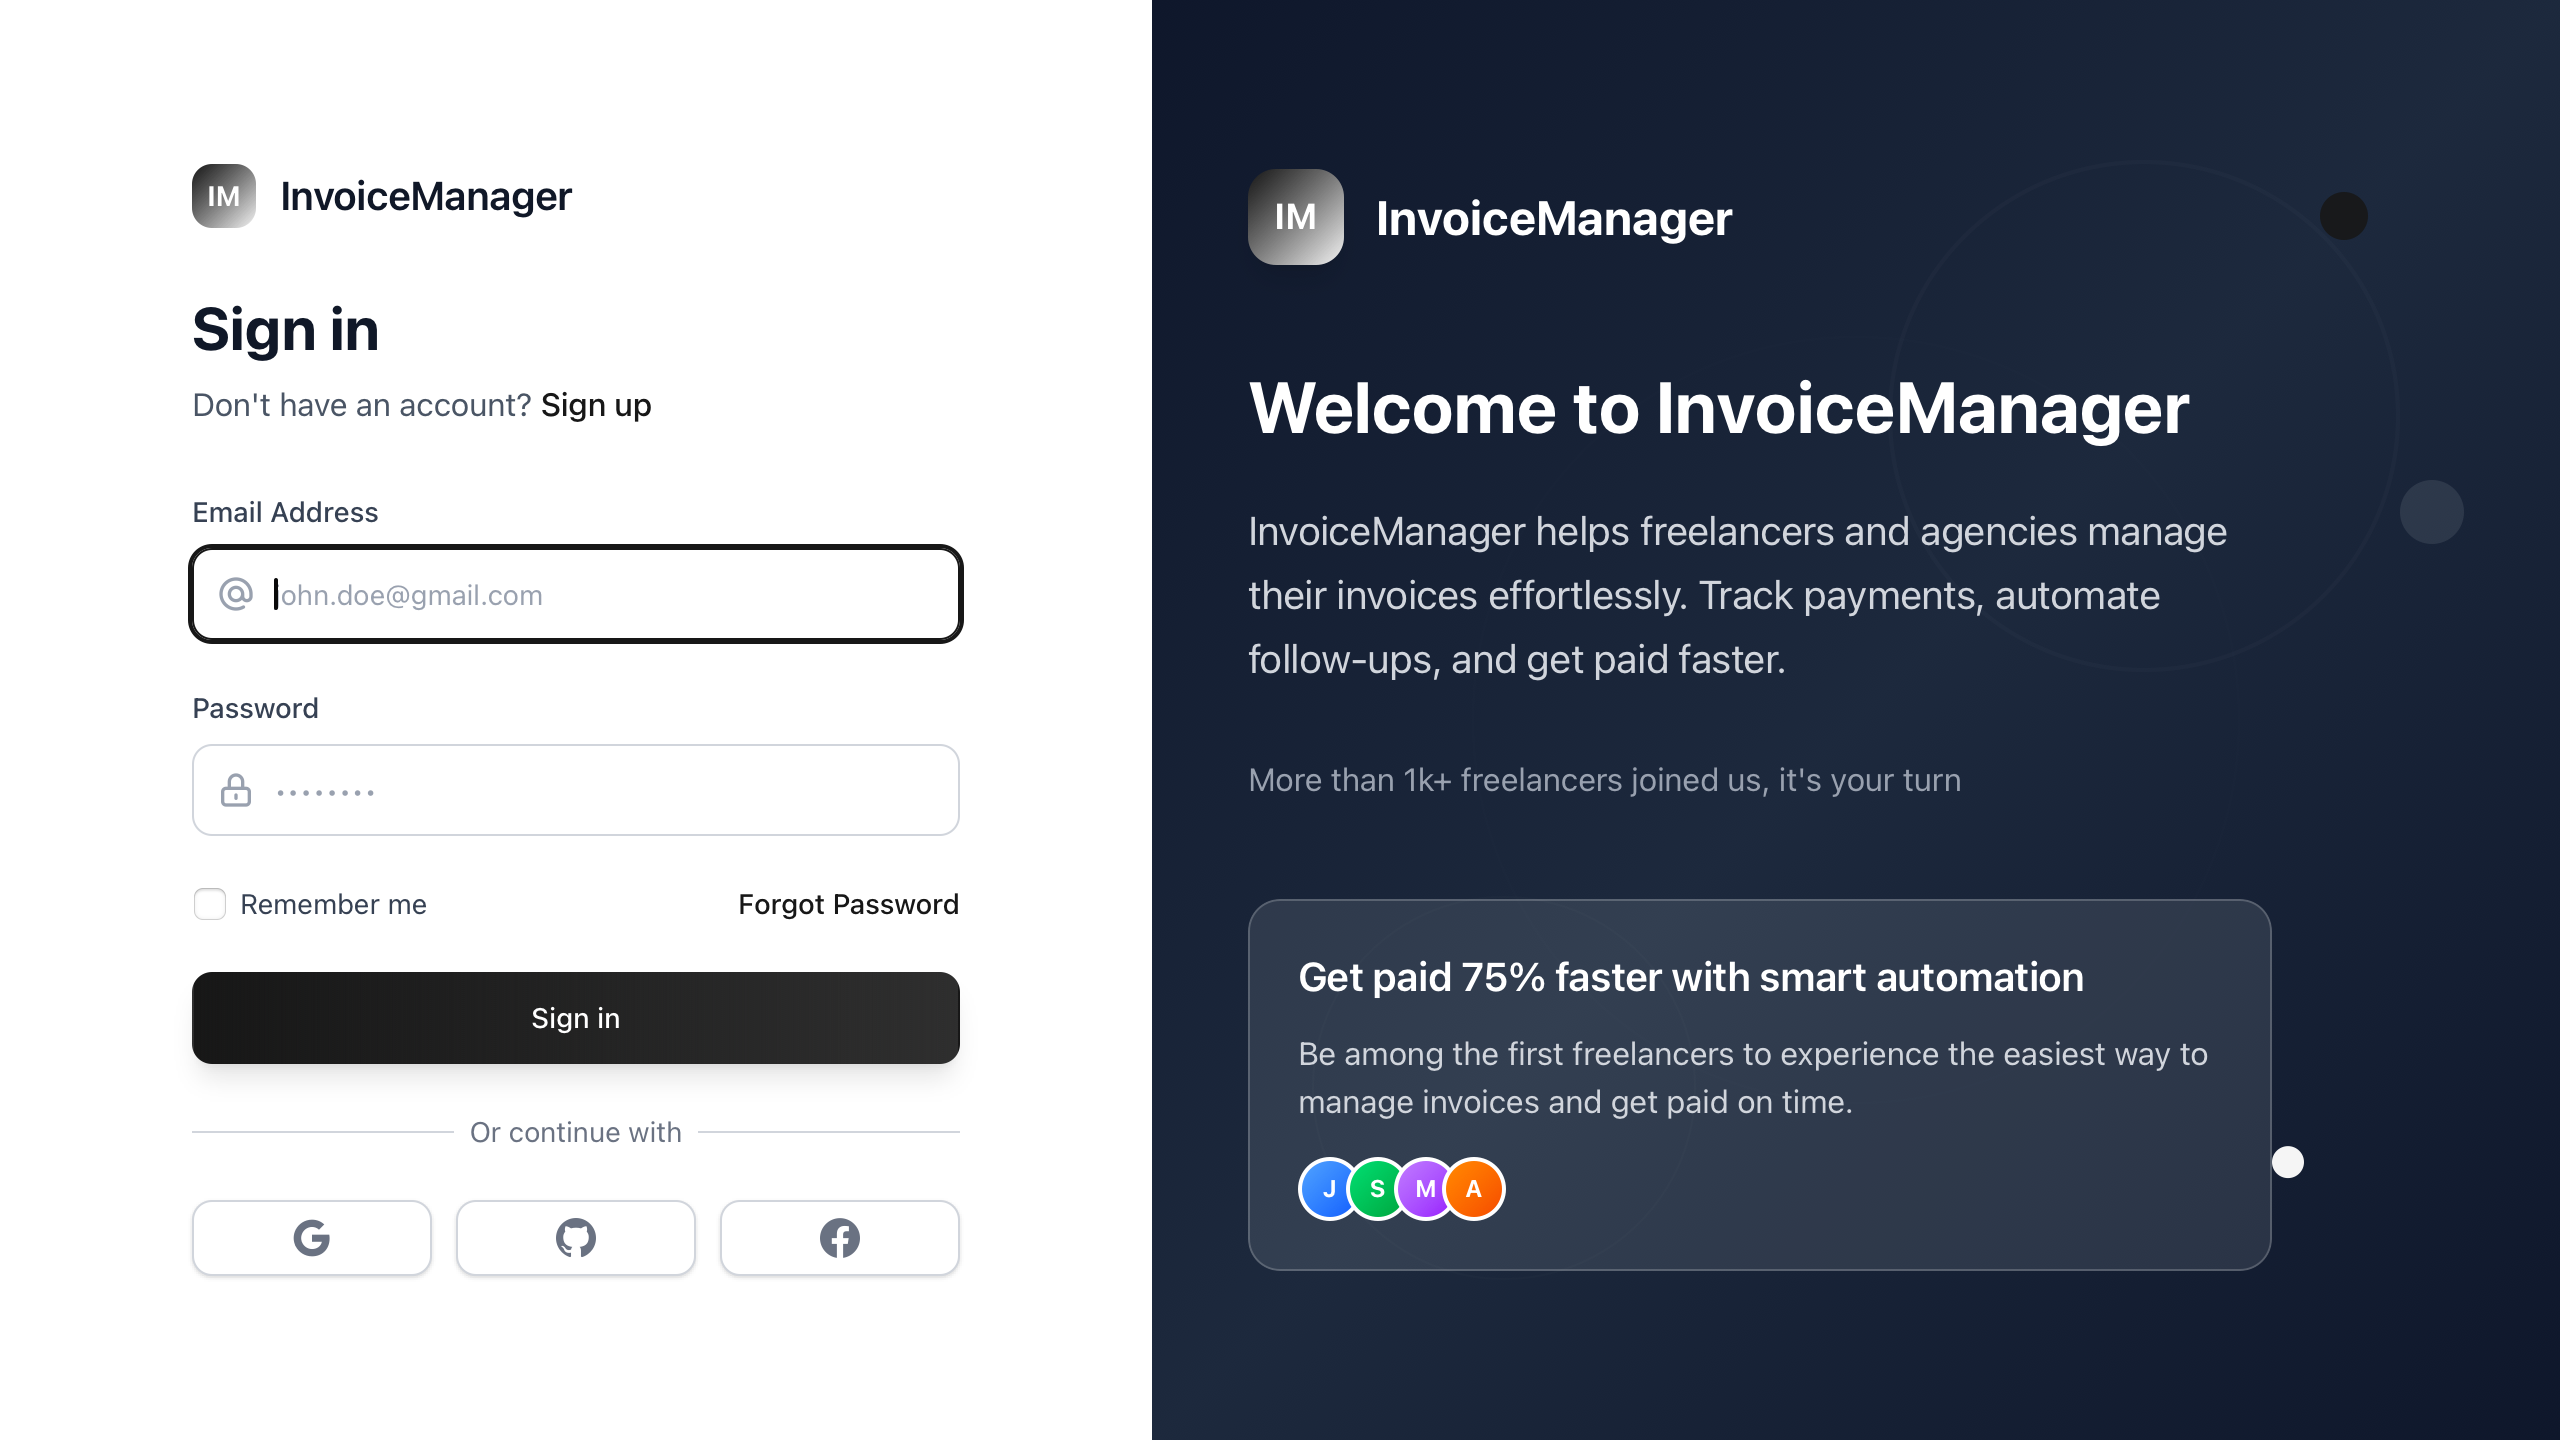 IM InvoiceManager
Sign in
Don't have an account? Sign up
Email Address
john.doe@gmail.com
Password
••••••••
Remember me
Forgot Password
Sign in
Or continue with
IM InvoiceManager
Welcome to InvoiceManager
InvoiceManager helps freelancers and agencies manage
their invoices effortlessly. Track payments, automate
follow-ups, and get paid faster.
More than 1k+ freelancers joined us, it's your turn
Get paid 75% faster with smart automation
Be among the first freelancers to experience the easiest way to
manage invoices and get paid on time.
J S M A